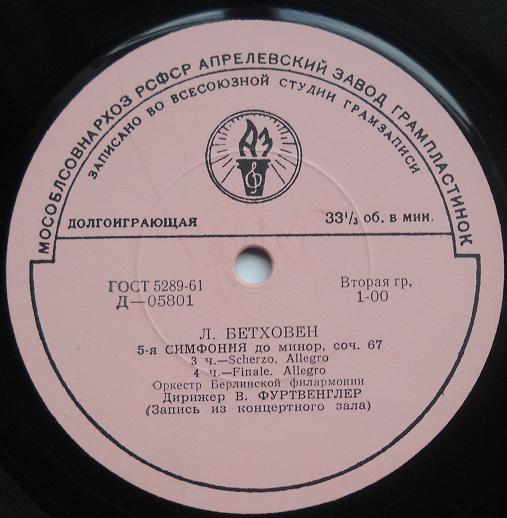 МОСОБЛСОВНАРХОЗ РСФСР АПРЕЛЕВСКИЙ ЗАВОД ГРАМПЛАСТИНОК
ЗАПИСАНО ВО ВСЕСОЮЗНОЙ СТУДИИ ГРАМЗАПИСИ
АЗ
ДОЛГОИГРАЮЩАЯ 33⅓ об. в мин.
ГОСТ 5289-61 Вторая гр,
Д—05801 1-00
Л. БЕТХОВЕН
5-я СИМФОНИЯ до минор, соч. 67
3 ч.—Scherzo. Allegro
4 ч.—Finale. Allegro
Оркестр Берлинской филармонии
Дирижер В. ФУРТВЕНГЛЕР
(Запись из концертного зала)